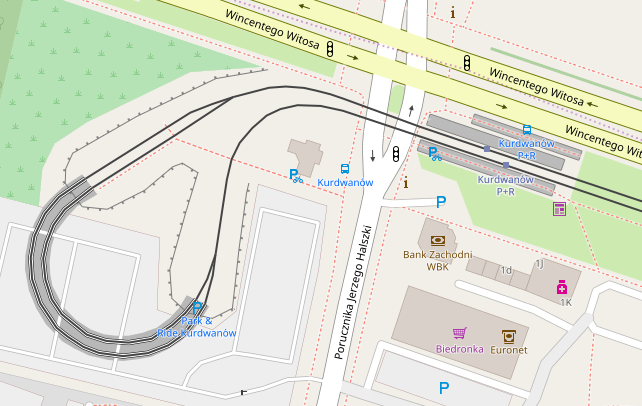 Wincentego Witosa
Wincentego Witosa
Wincentego Wit
Kurdwanów
P+R
Kurdwanów
P+R
Kurdwanów
P
P
P
Porucznika Jerzego Halszki
Bank Zachodni
WBK
1d
1j
1K
P
Park &
Ride Kurdwanów
Biedronka
Euronet
P